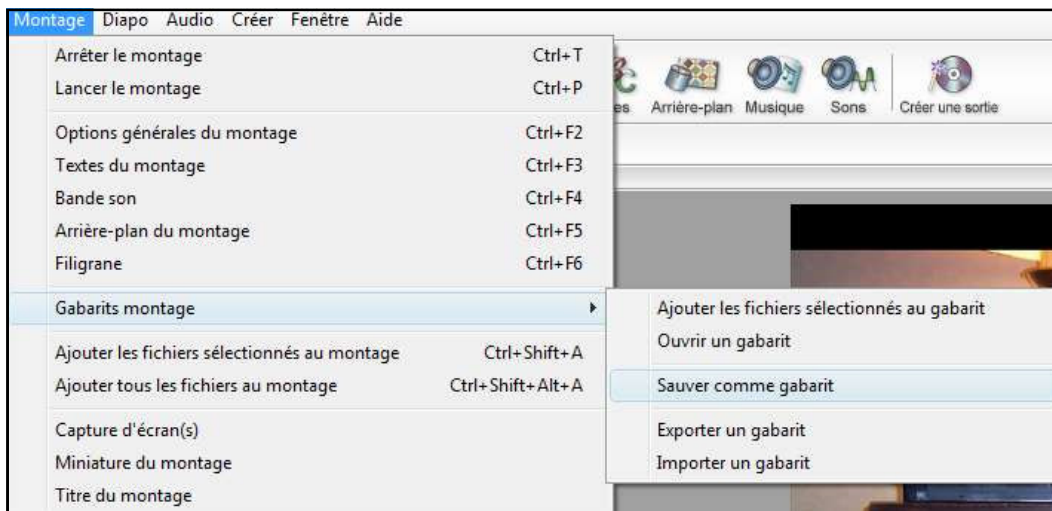 Montage Diapo Audio Créer Fenêtre Aide
Arrêter le montage Ctrl+T
Lancer le montage Ctrl+P
es Arrière-plan Musique Sons Créer une sortie
Options générales du montage Ctrl+F2
Textes du montage Ctrl+F3
Bande son Ctrl+F4
Arrière-plan du montage Ctrl+F5
Filigrane Ctrl+F6
Gabarits montage
Ajouter les fichiers sélectionnés au montage Ctrl+Shift+A
Ajouter tous les fichiers au montage Ctrl+Shift+Alt+A
Capture d'écran(s)
Miniature du montage
Titre du montage
Ajouter les fichiers sélectionnés au gabarit
Ouvrir un gabarit
Sauver comme gabarit
Exporter un gabarit
Importer un gabarit